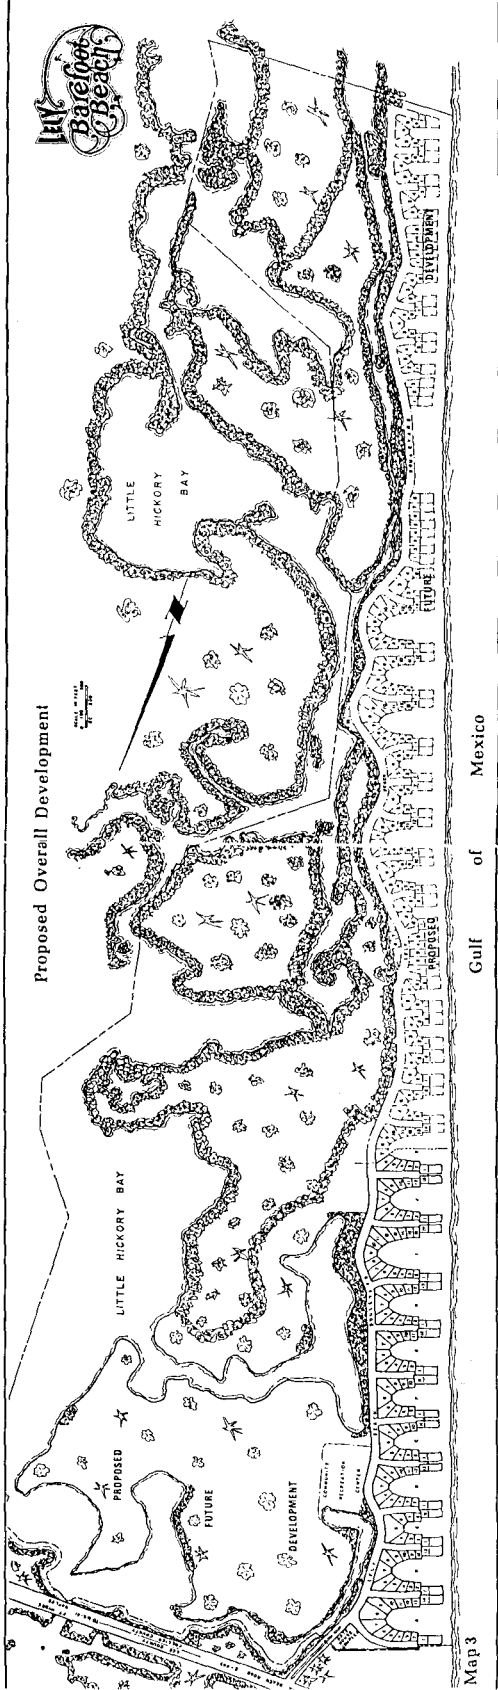 LELY
Barefoot
Beach
Proposed Overall Development
LITTLE
HICKORY
BAY
LITTLE HICKORY BAY
PROPOSED
FUTURE
DEVELOPMENT
COMMUNITY
RECREATION
CENTER
PROPOSED
FUTURE
DEVELOPMENT
Gulf of Mexico
Map 3